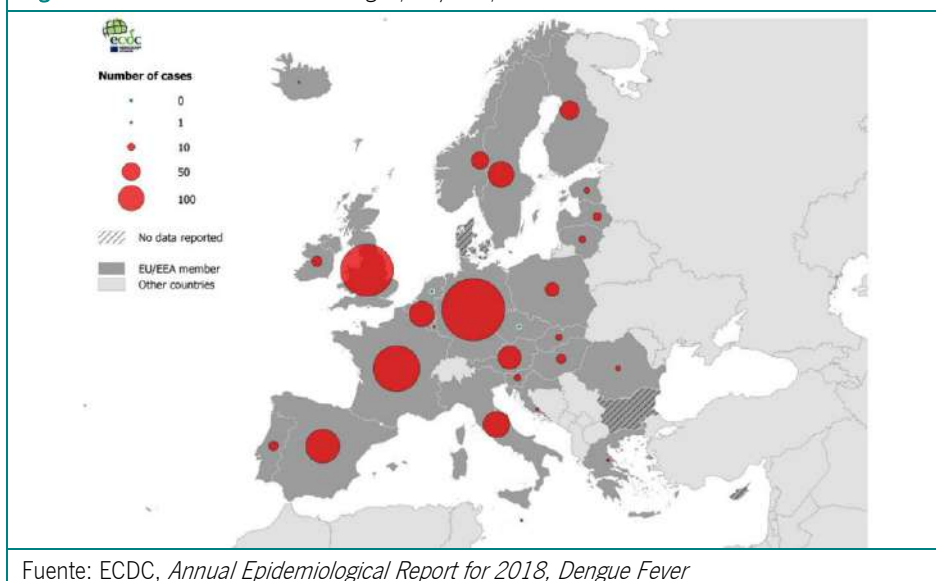 ecdc
Number of cases
0
1
10
50
100
No data reported
EU/EEA member
Other countries
Fuente: ECDC, Annual Epidemiological Report for 2018, Dengue Fever